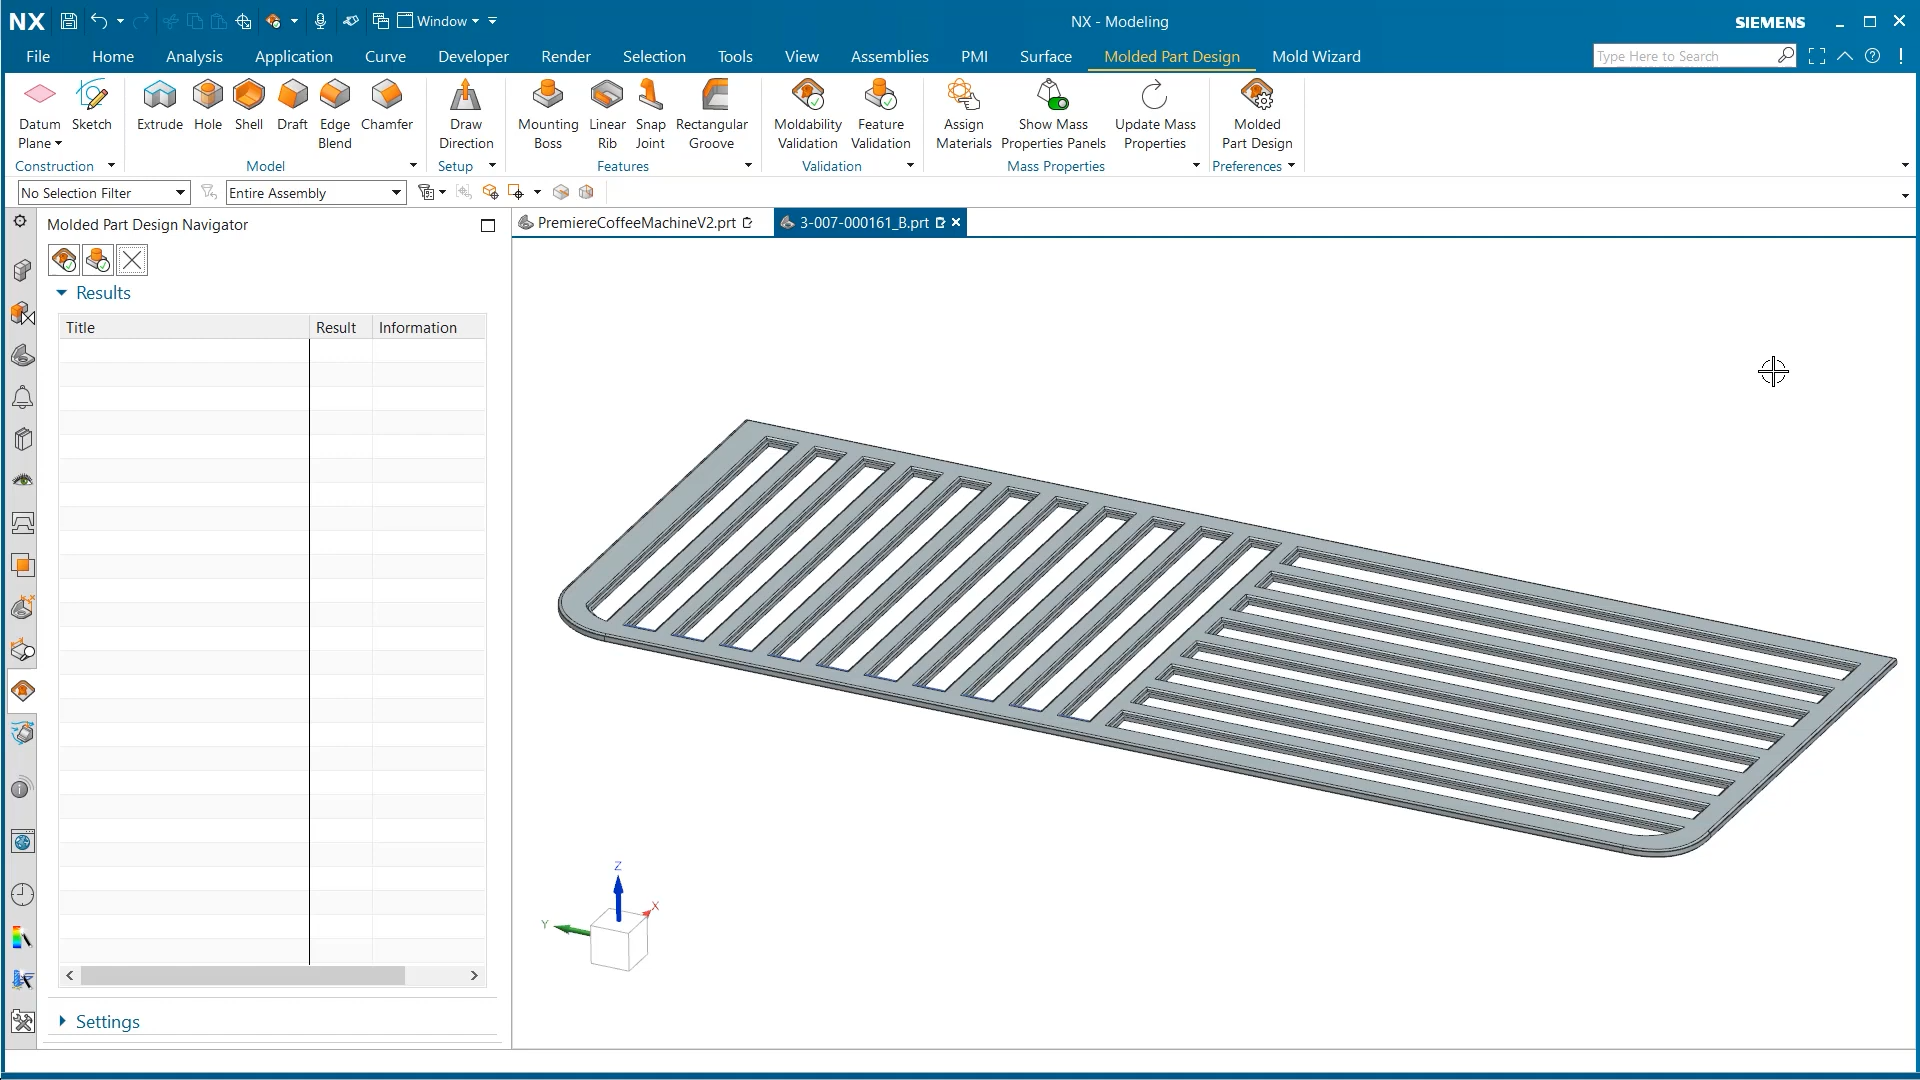 NX
Window
NX - Modeling
SIEMENS
File
Home
Analysis
Application
Curve
Developer
Render
Selection
Tools
View
Assemblies
PMI
Surface
Molded Part Design
Mold Wizard
Type Here to Search
Datum Plane
Sketch
Extrude
Hole
Shell
Draft
Edge Blend
Chamfer
Draw Direction
Mounting Boss
Linear Rib
Snap Joint
Rectangular Groove
Moldability Validation
Feature Validation
Assign Materials
Show Mass Properties Panels
Update Mass Properties
Molded Part Design
Construction
Model
Setup
Features
Validation
Mass Properties
Preferences
No Selection Filter
Entire Assembly
Molded Part Design Navigator
PremiereCoffeeMachineV2.prt
3-007-000161_B.prt
Results
Title
Result
Information
Z
X
Y
Settings